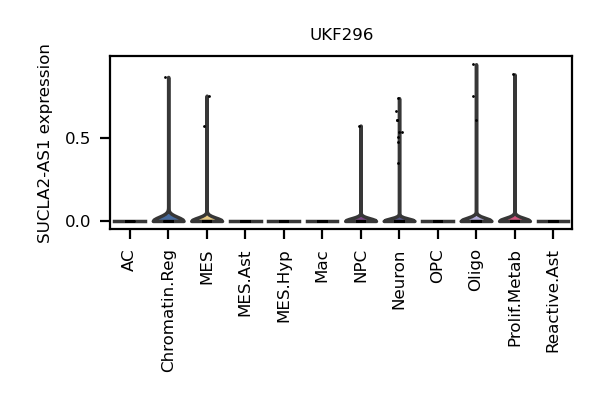 UKF296
SUCLA2-AS1 expression
0.5
0.0
AC
Chromatin.Reg
MES
MES.Ast
MES.Hyp
Mac
NPC
Neuron
OPC
Oligo
Prolif.Metab
Reactive.Ast